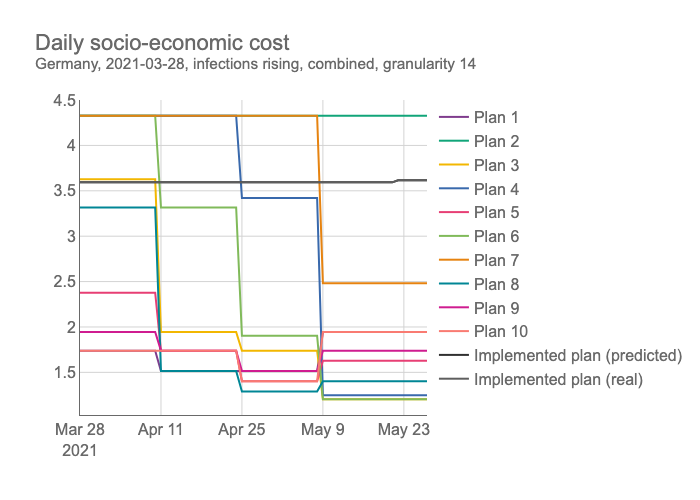 Daily socio-economic cost
Germany, 2021-03-28, infections rising, combined, granularity 14
4.5
4
3.5
3
2.5
2
1.5
Mar 28
2021
Apr 11
Apr 25
May 9
May 23
Plan 1
Plan 2
Plan 3
Plan 4
Plan 5
Plan 6
Plan 7
Plan 8
Plan 9
Plan 10
Implemented plan (predicted)
Implemented plan (real)